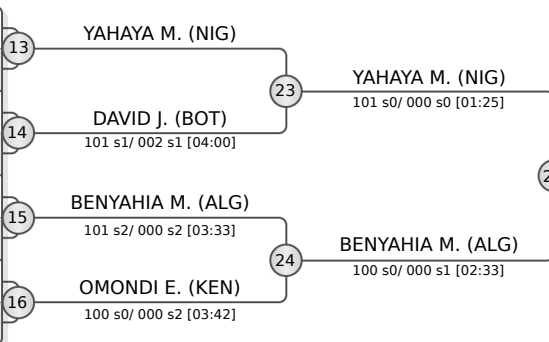 13
YAHAYA M. (NIG)
23
YAHAYA M. (NIG)
101 s0/ 000 s0 [01:25]
14
DAVID J. (BOT)
101 s1/ 002 s1 [04:00]
15
BENYAHIA M. (ALG)
101 s2/ 000 s2 [03:33]
24
BENYAHIA M. (ALG)
100 s0/ 000 s1 [02:33]
16
OMONDI E. (KEN)
100 s0/ 000 s2 [03:42]